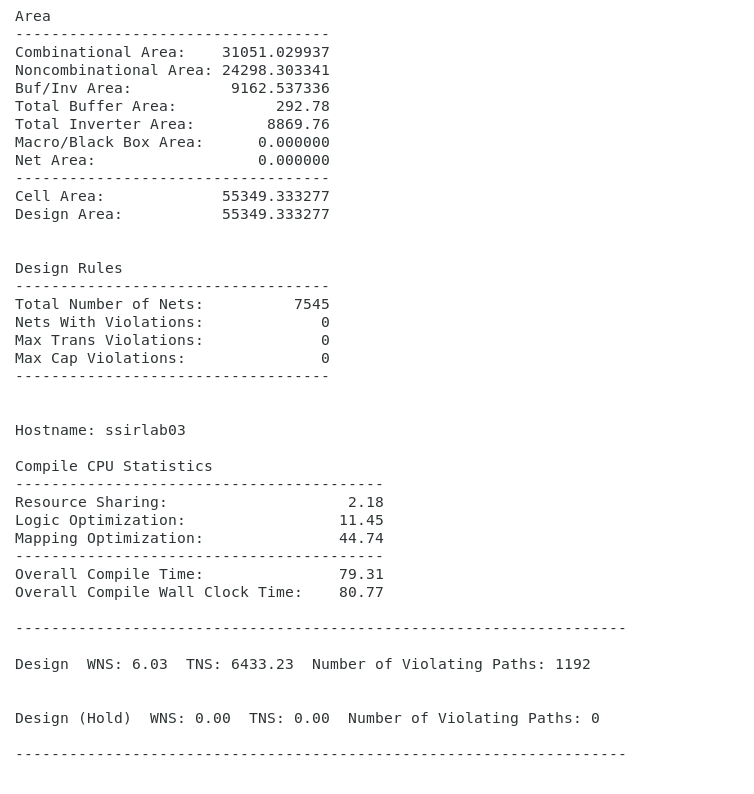 Area
-----------------------------------
Combinational Area:    31051.029937
Noncombinational Area: 24298.303341
Buf/Inv Area:           9162.537336
Total Buffer Area:           292.78
Total Inverter Area:        8869.76
Macro/Black Box Area:      0.000000
Net Area:                  0.000000
-----------------------------------
Cell Area:             55349.333277
Design Area:           55349.333277
Design Rules
-----------------------------------
Total Number of Nets:          7545
Nets With Violations:             0
Max Trans Violations:             0
Max Cap Violations:               0
-----------------------------------
Hostname: ssirlab03
Compile CPU Statistics
-----------------------------------------
Resource Sharing:                    2.18
Logic Optimization:                 11.45
Mapping Optimization:               44.74
-----------------------------------------
Overall Compile Time:               79.31
Overall Compile Wall Clock Time:    80.77
--------------------------------------------------------------------
Design  WNS: 6.03  TNS: 6433.23  Number of Violating Paths: 1192
Design (Hold)  WNS: 0.00  TNS: 0.00  Number of Violating Paths: 0
--------------------------------------------------------------------